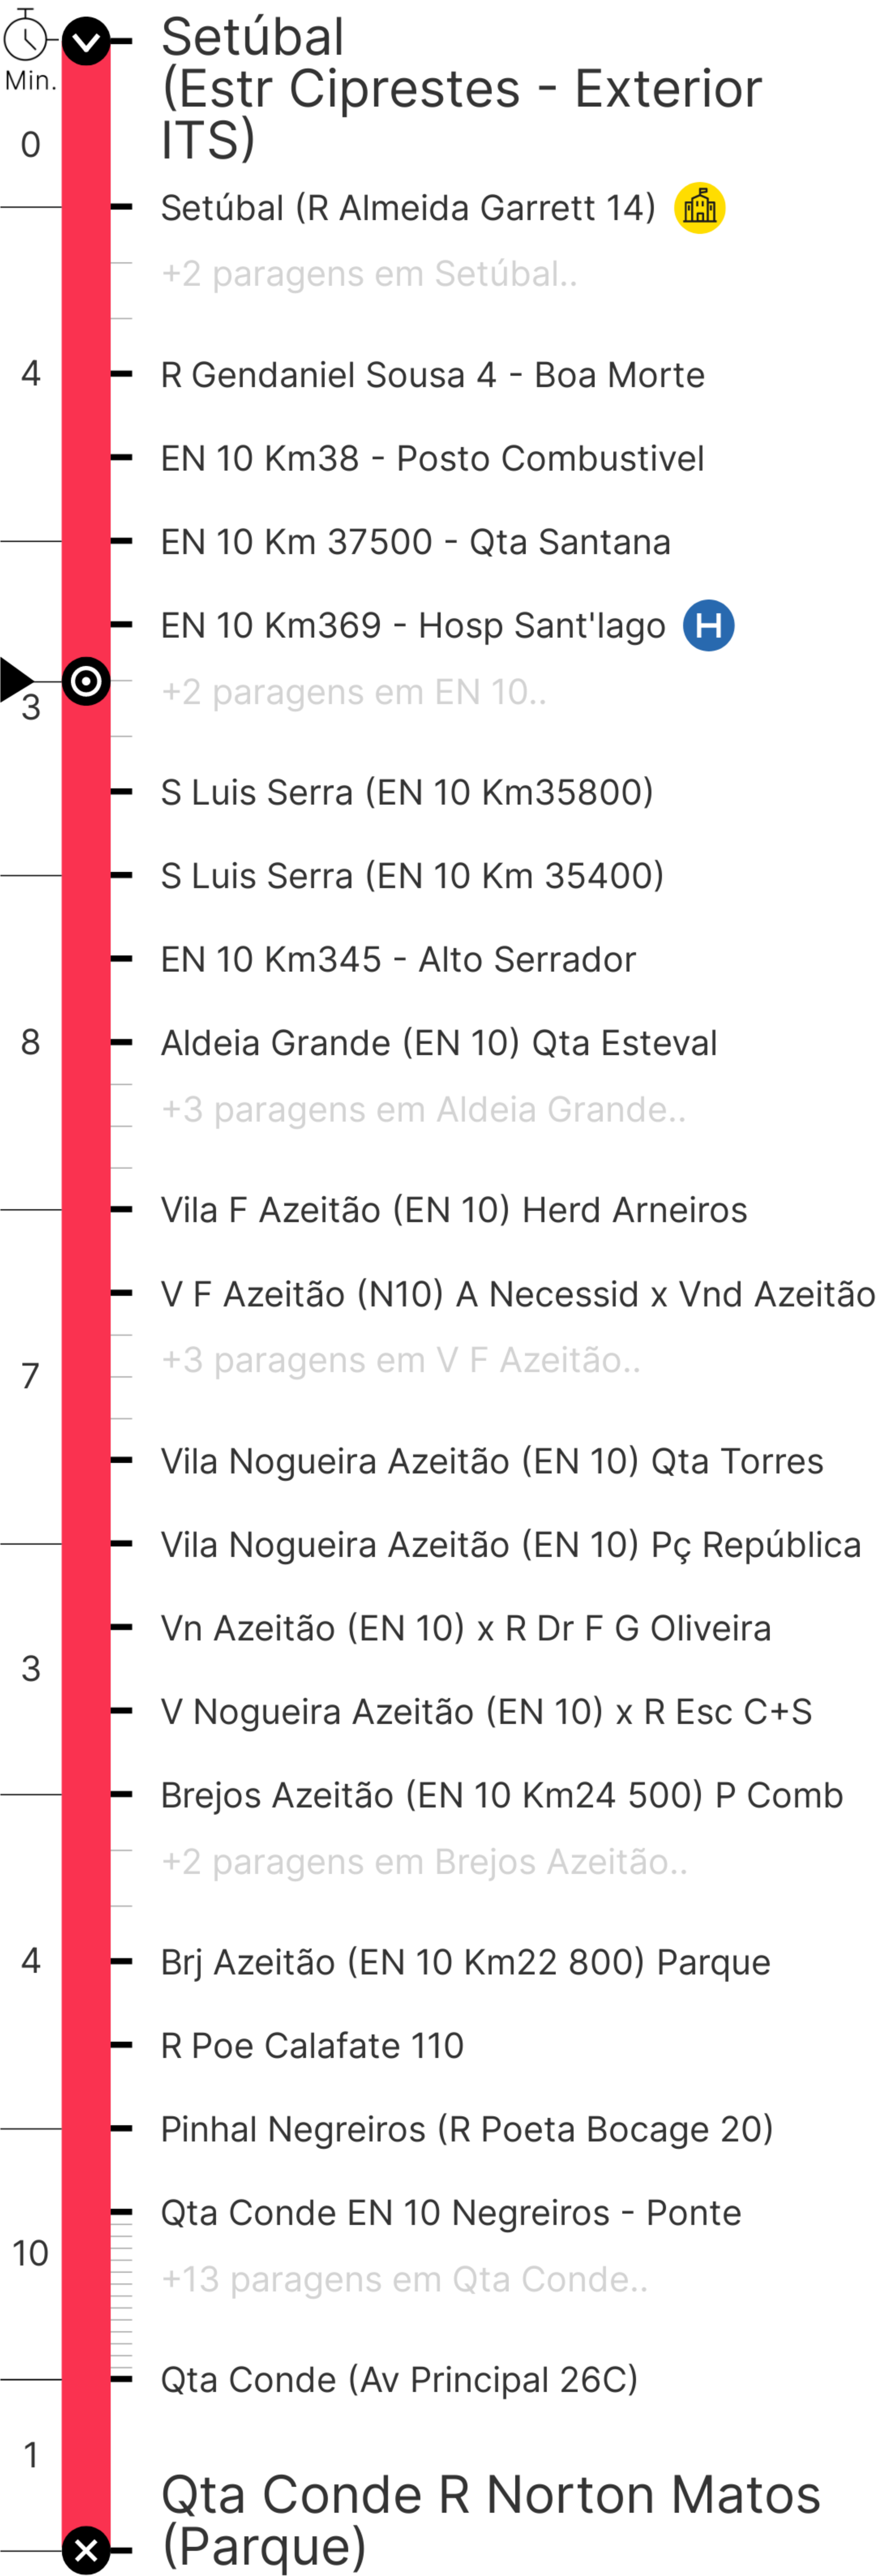 Setúbal
(Estr Ciprestes - Exterior
ITS)
Min.
0
Setúbal (R Almeida Garrett 14)
+2 paragens em Setúbal..
4
R Gendaniel Sousa 4 - Boa Morte
EN 10 Km38 - Posto Combustivel
EN 10 Km 37500 - Qta Santana
EN 10 Km369 - Hosp Sant'Iago H
+2 paragens em EN 10..
3
S Luis Serra (EN 10 Km35800)
S Luis Serra (EN 10 Km 35400)
EN 10 Km345 - Alto Serrador
8
Aldeia Grande (EN 10) Qta Esteval
+3 paragens em Aldeia Grande..
Vila F Azeitão (EN 10) Herd Arneiros
V F Azeitão (N10) A Necessid x Vnd Azeitão
+3 paragens em V F Azeitão..
7
Vila Nogueira Azeitão (EN 10) Qta Torres
Vila Nogueira Azeitão (EN 10) Pç República
Vn Azeitão (EN 10) x R Dr F G Oliveira
3
V Nogueira Azeitão (EN 10) x R Esc C+S
Brejos Azeitão (EN 10 Km24 500) P Comb
+2 paragens em Brejos Azeitão..
4
Brj Azeitão (EN 10 Km22 800) Parque
R Poe Calafate 110
Pinhal Negreiros (R Poeta Bocage 20)
Qta Conde EN 10 Negreiros - Ponte
10
+13 paragens em Qta Conde..
Qta Conde (Av Principal 26C)
1
Qta Conde R Norton Matos
(Parque)